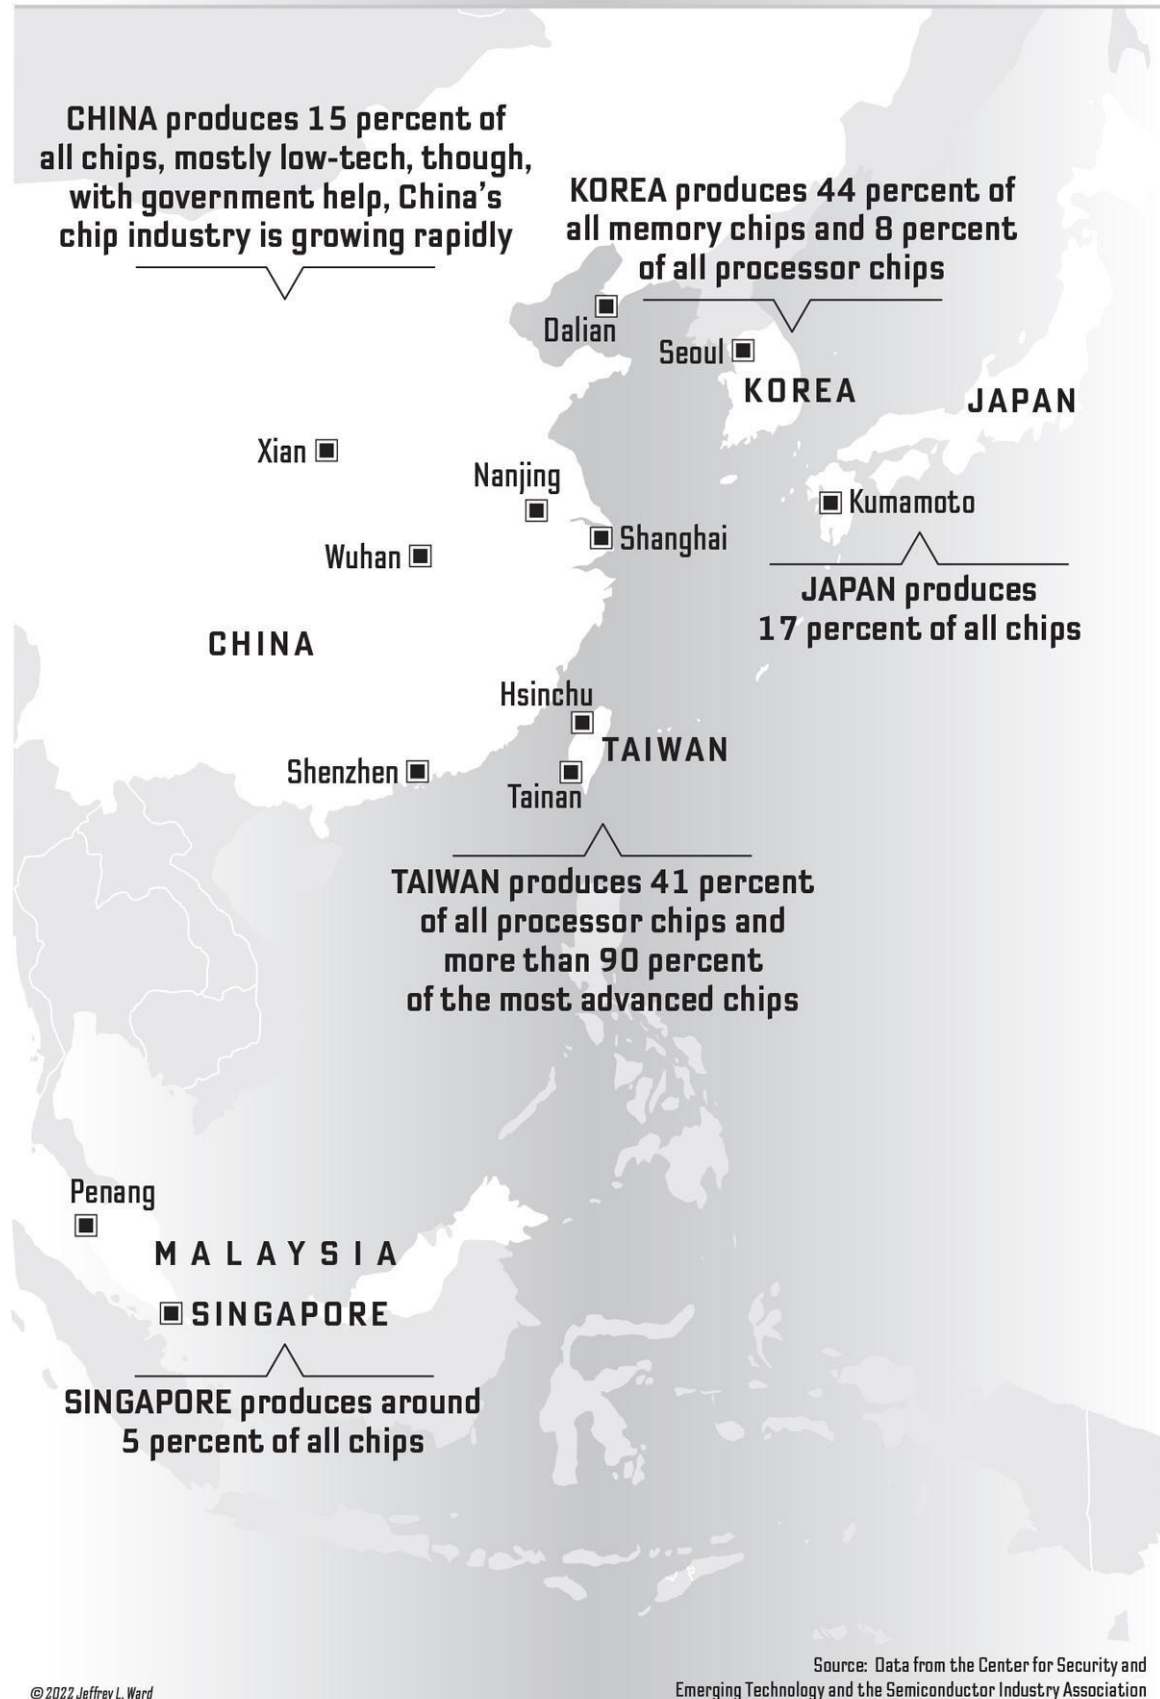 CHINA produces 15 percent of
all chips, mostly low-tech, though,
with government help, China's
chip industry is growing rapidly
KOREA produces 44 percent of
all memory chips and 8 percent
of all processor chips
Dalian
Seoul
KOREA
JAPAN
Xian
Nanjing
Kumamoto
Shanghai
Wuhan
JAPAN produces
17 percent of all chips
CHINA
Hsinchu
TAIWAN
Shenzhen
Tainan
TAIWAN produces 41 percent
of all processor chips and
more than 90 percent
of the most advanced chips
Penang
MALAYSIA
SINGAPORE
SINGAPORE produces around
5 percent of all chips
Source: Data from the Center for Security and
Emerging Technology and the Semiconductor Industry Association
© 2022 Jeffrey L. Ward